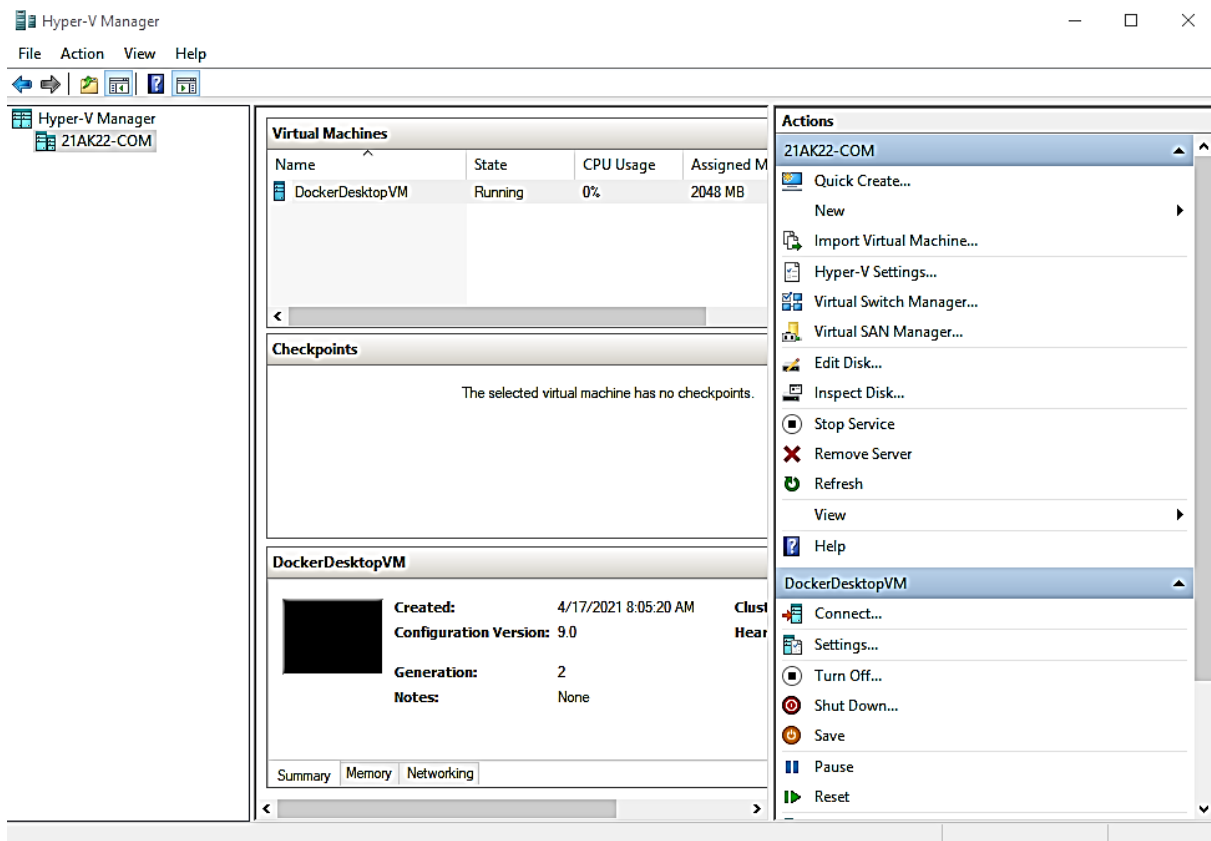 Hyper-V Manager
File Action View Help
Hyper-V Manager
21AK22-COM
Virtual Machines
Name State CPU Usage Assigned M
DockerDesktopVM Running 0% 2048 MB
Checkpoints
The selected virtual machine has no checkpoints.
DockerDesktopVM
Created: 4/17/2021 8:05:20 AM Clust
Configuration Version: 9.0 Hear
Generation: 2
Notes: None
Summary Memory Networking
Actions
21AK22-COM
Quick Create...
New
Import Virtual Machine...
Hyper-V Settings...
Virtual Switch Manager...
Virtual SAN Manager...
Edit Disk...
Inspect Disk...
Stop Service
Remove Server
Refresh
View
Help
DockerDesktopVM
Connect...
Settings...
Turn Off...
Shut Down...
Save
Pause
Reset